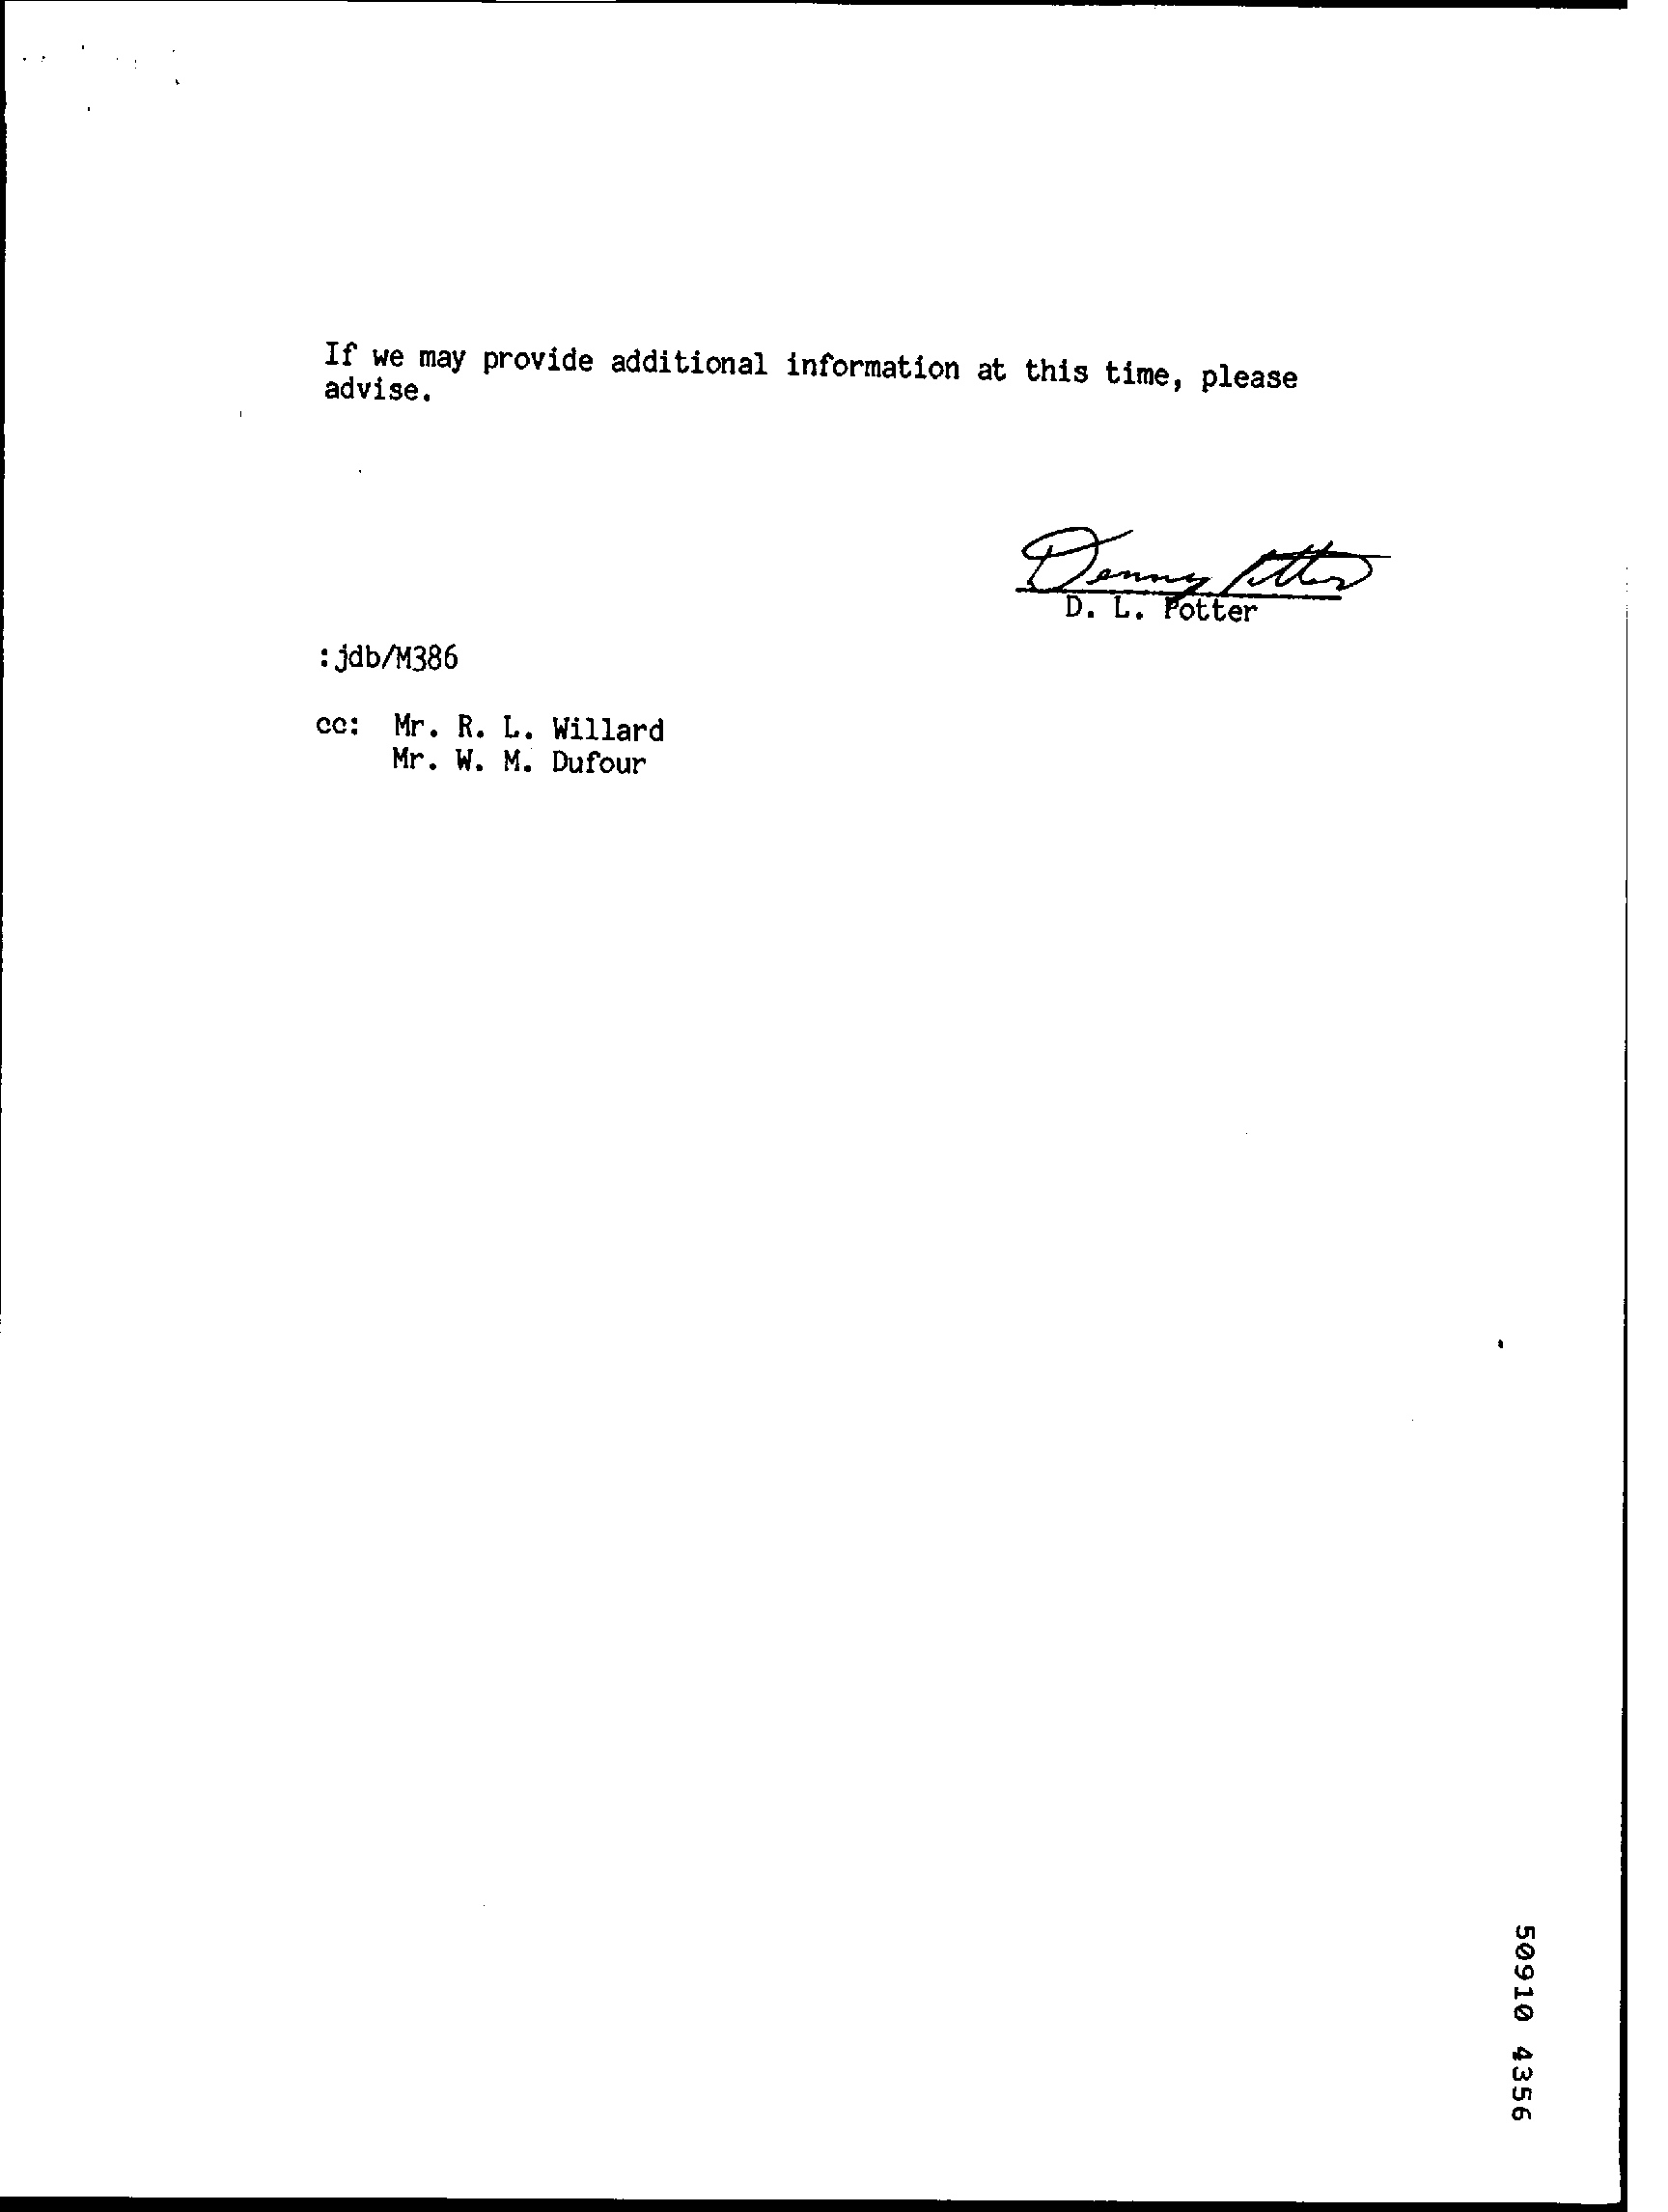 If we may provide additional information at this time, please
advise.
Denny Potter
D. L. Potter
:jdb/M386
cc: Mr. R. L. Willard
Mr. W. M. Dufour
50910 4356